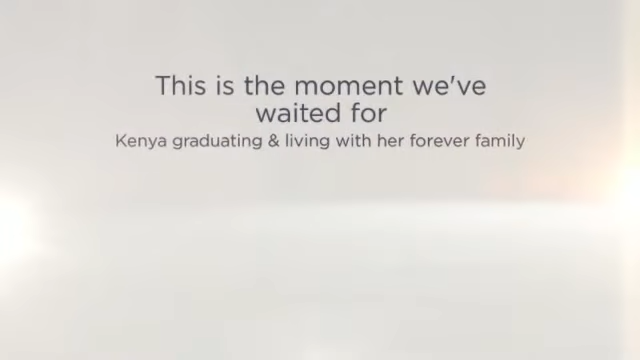 This is the moment we've
waited for
Kenya graduating & living with her forever family